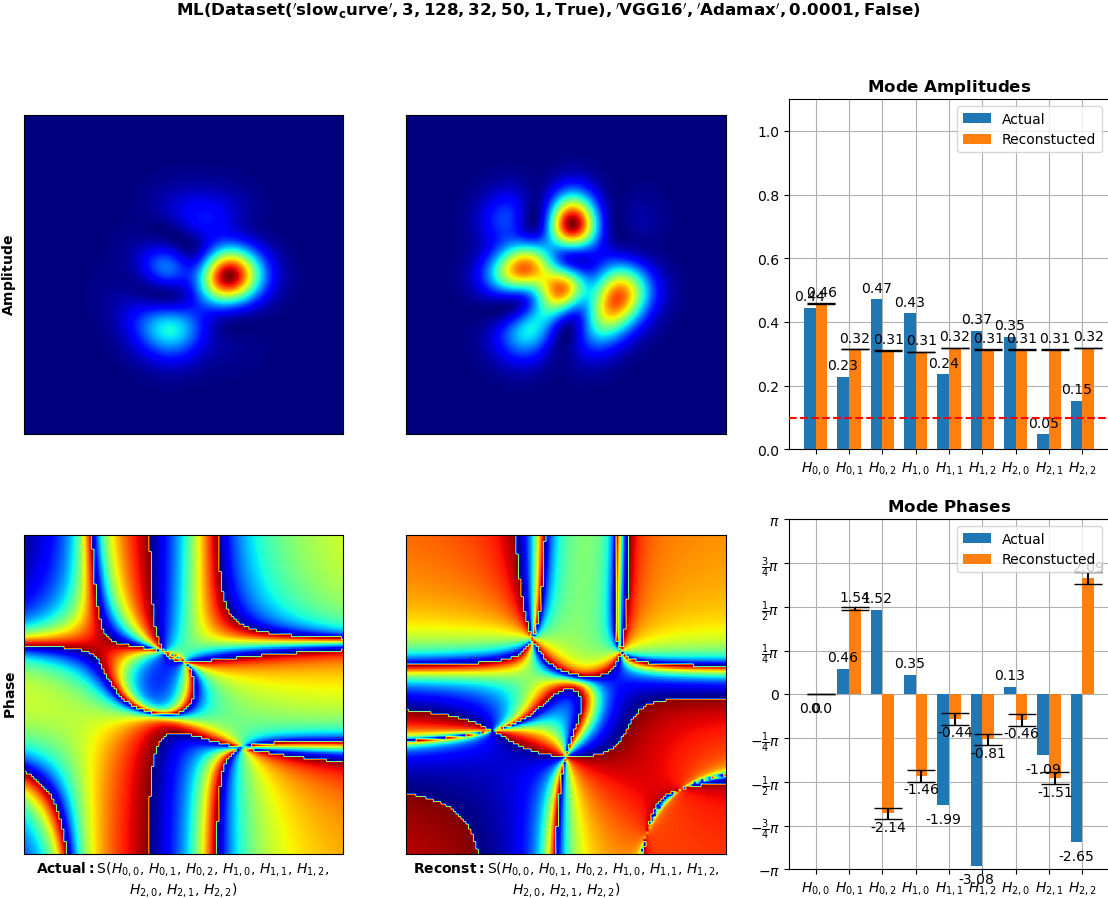 ML(Dataset('slow_curve', 3, 128, 32, 50, 1, True), 'VGG16', 'Adamax', 0.0001, False)
Amplitude
Mode Amplitudes
Actual
Reconstucted
1.0
0.8
0.6
0.4
0.2
0.0
0.44 0.46 0.23 0.32 0.47 0.31 0.43 0.31 0.24 0.32 0.37 0.31 0.35 0.31 0.05 0.31 0.15 0.32
H0,0 H0,1 H0,2 H1,0 H1,1 H1,2 H2,0 H2,1 H2,2
Phase
Actual: S(H0,0, H0,1, H0,2, H1,0, H1,1, H1,2,
H2,0, H2,1, H2,2)
Reconst: S(H0,0, H0,1, H0,2, H1,0, H1,1, H1,2,
H2,0, H2,1, H2,2)
Mode Phases
Actual
Reconstucted
π
3/4π
1/2π
1/4π
0
−1/4π
−1/2π
−3/4π
−π
0.0 0.0 0.46 1.54 1.52 -2.14 0.35 -1.46 -1.99 -0.44 -3.08 -0.81 0.13 -0.46 -1.09 -1.51 -2.65
H0,0 H0,1 H0,2 H1,0 H1,1 H1,2 H2,0 H2,1 H2,2